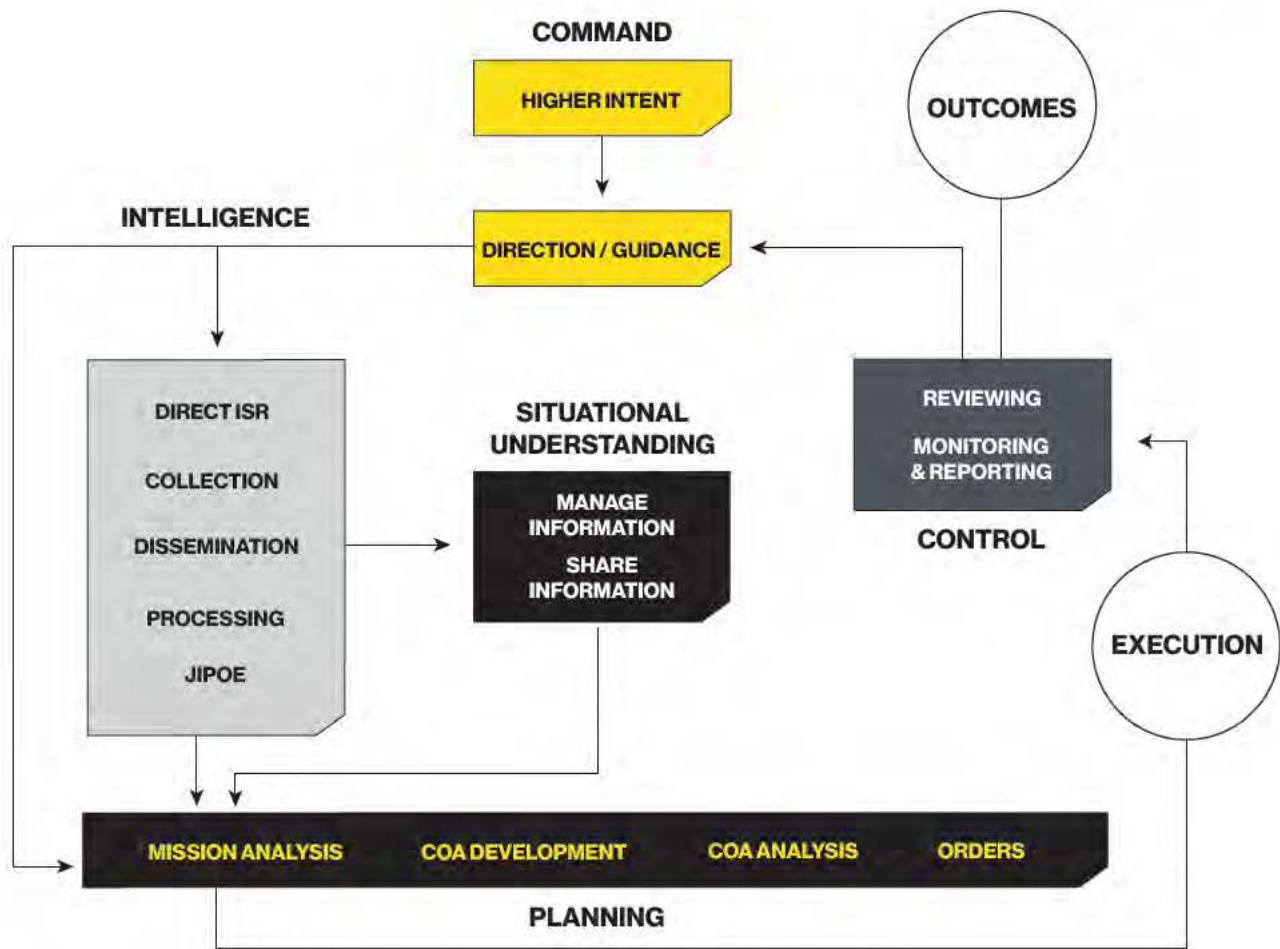 COMMAND
HIGHER INTENT
OUTCOMES
INTELLIGENCE
DIRECTION / GUIDANCE
DIRECT ISR
COLLECTION
DISSEMINATION
PROCESSING
JIPOE
SITUATIONAL
UNDERSTANDING
MANAGE
INFORMATION
SHARE
INFORMATION
REVIEWING
MONITORING
& REPORTING
CONTROL
EXECUTION
MISSION ANALYSIS
COA DEVELOPMENT
COA ANALYSIS
ORDERS
PLANNING